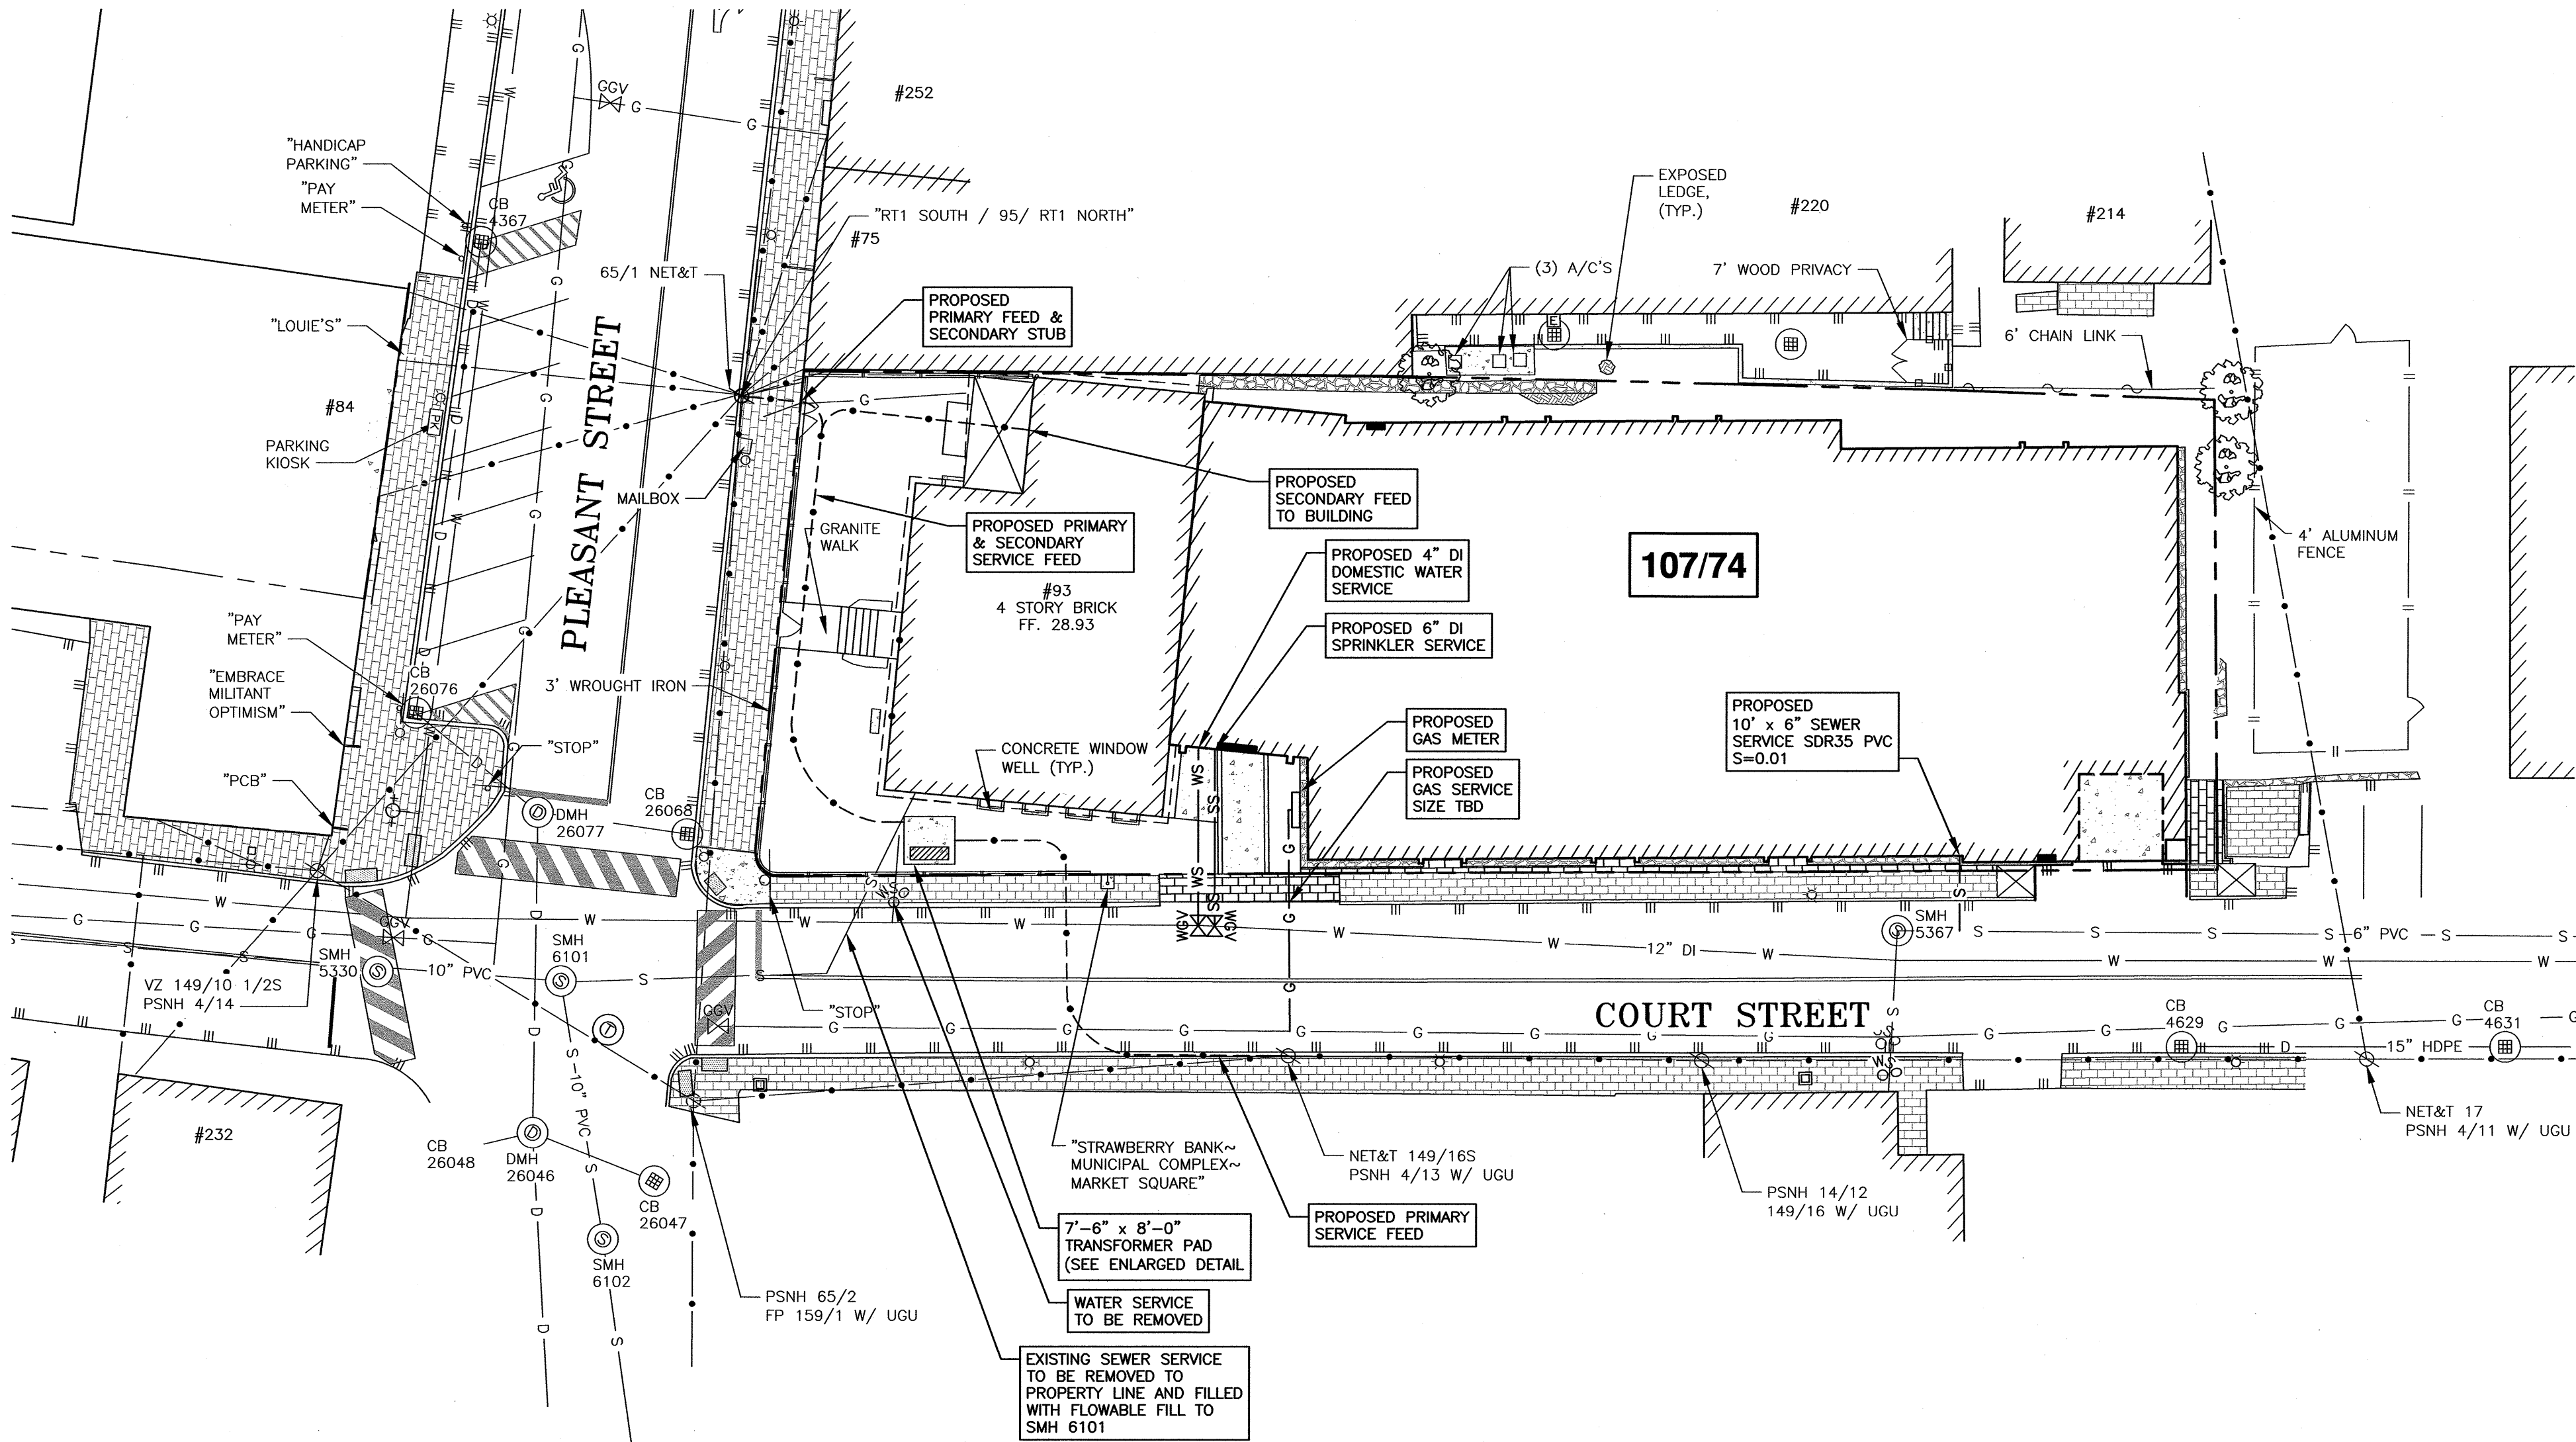 #252
GGV
G
"HANDICAP
PARKING"
"PAY
METER"
CB
4367
"RT1 SOUTH / 95/ RT1 NORTH"
#75
65/1 NET&T
EXPOSED
LEDGE,
(TYP.)
#220
#214
(3) A/C'S
7' WOOD PRIVACY
6' CHAIN LINK
PROPOSED
PRIMARY FEED &
SECONDARY STUB
"LOUIE'S"
#84
PK
PARKING
KIOSK
PLEASANT STREET
MAILBOX
GRANITE
WALK
PROPOSED PRIMARY
& SECONDARY
SERVICE FEED
PROPOSED
SECONDARY FEED
TO BUILDING
#93
4 STORY BRICK
FF. 28.93
PROPOSED 4" DI
DOMESTIC WATER
SERVICE
PROPOSED 6" DI
SPRINKLER SERVICE
107/74
4' ALUMINUM
FENCE
"PAY
METER"
CB
26076
"EMBRACE
MILITANT
OPTIMISM"
3' WROUGHT IRON
"STOP"
"PCB"
CONCRETE WINDOW
WELL (TYP.)
PROPOSED
GAS METER
PROPOSED
GAS SERVICE
SIZE TBD
PROPOSED
10' x 6" SEWER
SERVICE SDR35 PVC
S=0.01
DMH
26077
CB
26068
WS
SS
WS
SS
WGV
WGV
GGV
SMH
5330
10" PVC
SMH
6101
VZ 149/10 1/2S
PSNH 4/14
"STOP"
GGV
12" DI
SMH
5367
6" PVC
COURT STREET
CB
4629
15" HDPE
CB
4631
10" PVC
#232
CB
26048
DMH
26046
CB
26047
SMH
6102
PSNH 65/2
FP 159/1 W/ UGU
"STRAWBERRY BANK~
MUNICIPAL COMPLEX~
MARKET SQUARE"
NET&T 149/16S
PSNH 4/13 W/ UGU
PSNH 14/12
149/16 W/ UGU
NET&T 17
PSNH 4/11 W/ UGU
PROPOSED PRIMARY
SERVICE FEED
7'-6" x 8'-0"
TRANSFORMER PAD
(SEE ENLARGED DETAIL
WATER SERVICE
TO BE REMOVED
EXISTING SEWER SERVICE
TO BE REMOVED TO
PROPERTY LINE AND FILLED
WITH FLOWABLE FILL TO
SMH 6101